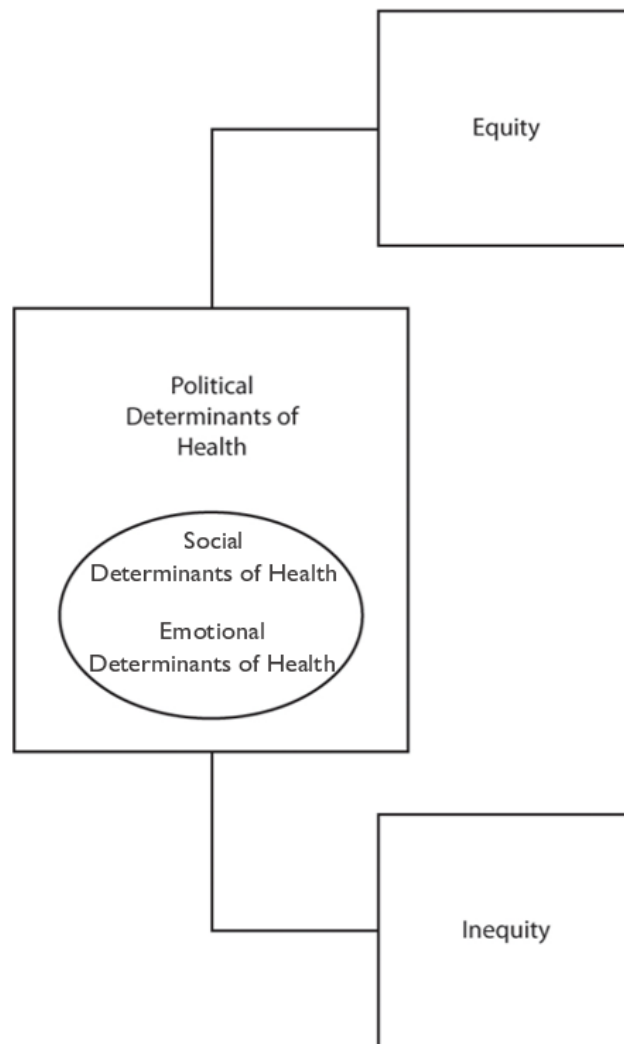 Equity
Political
Determinants of
Health
Social
Determinants of Health
Emotional
Determinants of Health
Inequity